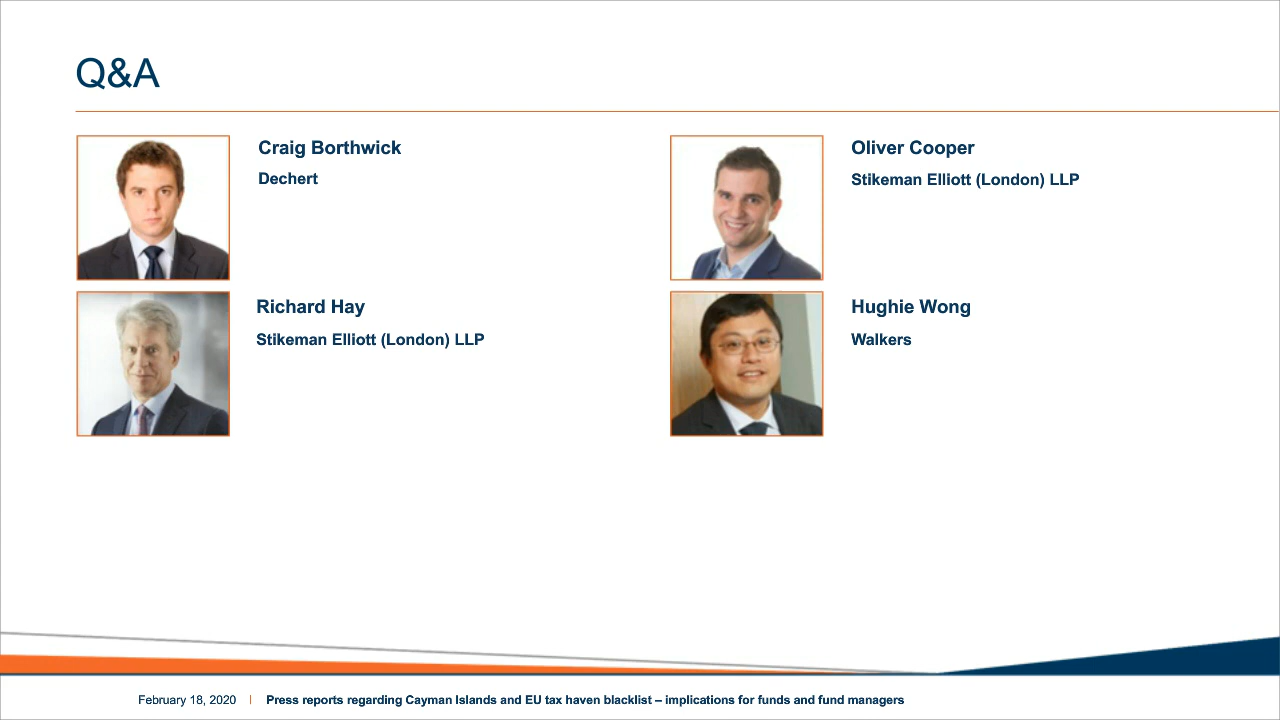 Q&A
Craig Borthwick
Dechert
Oliver Cooper
Stikeman Elliott (London) LLP
Richard Hay
Stikeman Elliott (London) LLP
Hughie Wong
Walkers
February 18, 2020 | Press reports regarding Cayman Islands and EU tax haven blacklist – implications for funds and fund managers